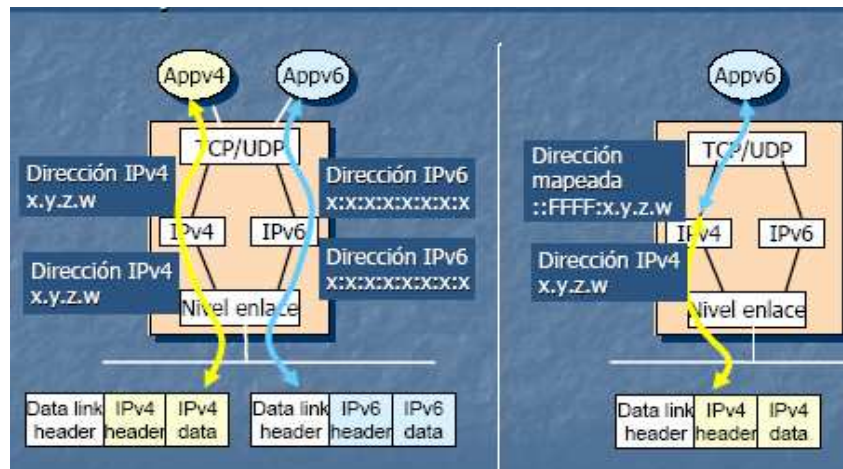 Appv4
Appv6
TCP/UDP
Dirección IPv4
x.y.z.w
Dirección IPv6
x:x:x:x:x:x:x:x
IPv4
IPv6
Dirección IPv4
x.y.z.w
Dirección IPv6
x:x:x:x:x:x:x:x
Nivel enlace
Data link
header
IPv4
header
IPv4
data
Data link
header
IPv6
header
IPv6
data
Appv6
TCP/UDP
Dirección
mapeada
::FFFF:x.y.z.w
IPv4
IPv6
Dirección IPv4
x.y.z.w
Nivel enlace
Data link
header
IPv4
header
IPv4
data